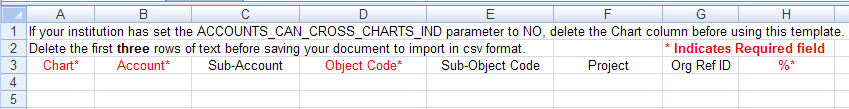 A B C D E F G H
1 If your institution has set the ACCOUNTS_CAN_CROSS_CHARTS_IND parameter to NO, delete the Chart column before using this template.
2 Delete the first three rows of text before saving your document to import in csv format. * Indicates Required field
3 Chart* Account* Sub-Account Object Code* Sub-Object Code Project Org Ref ID %*
4
5